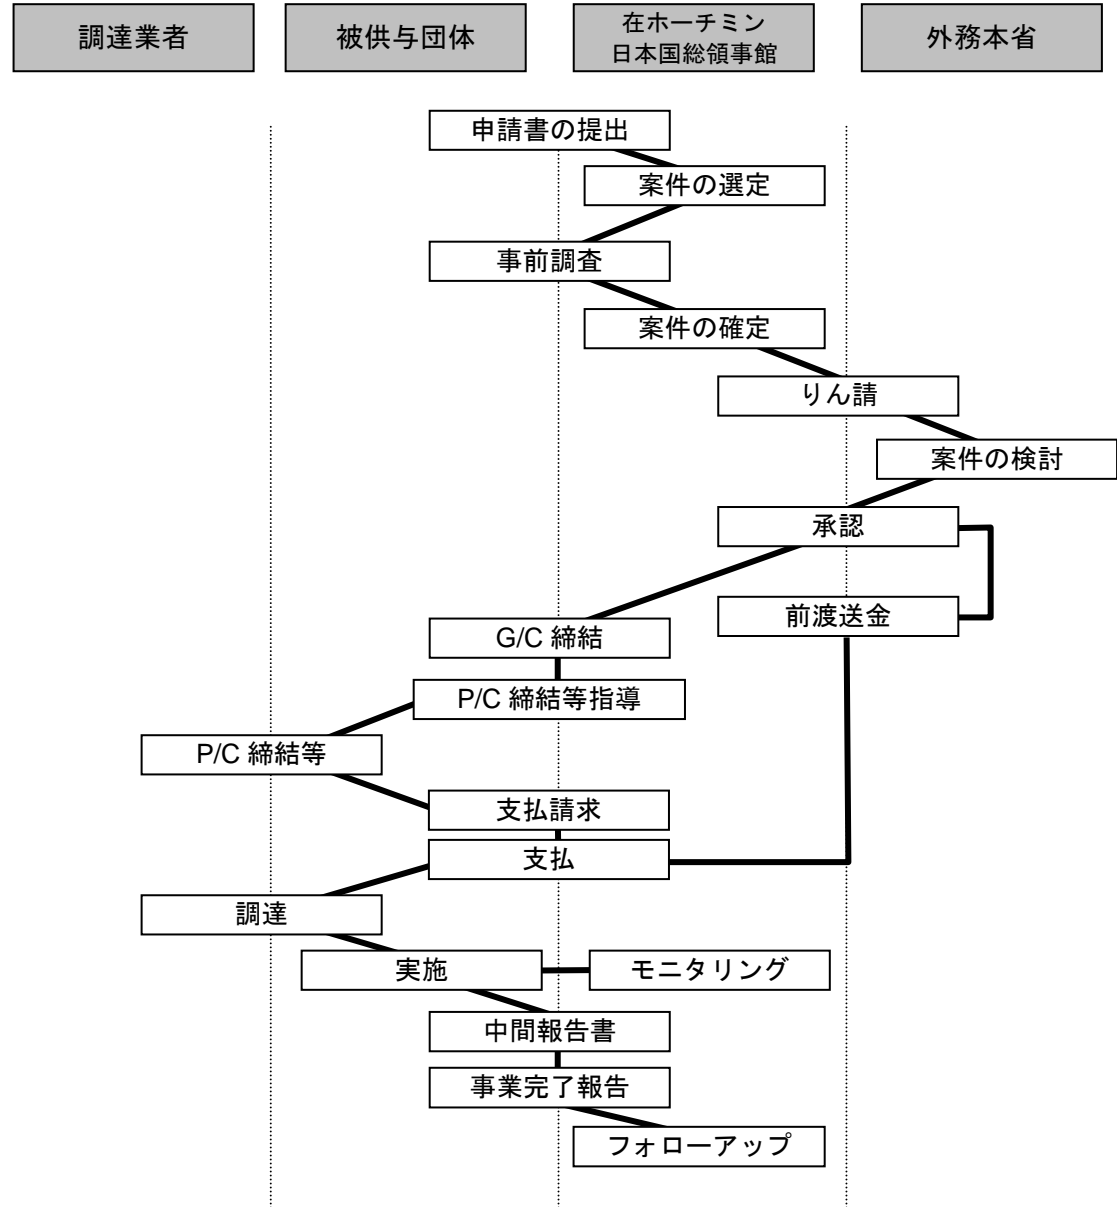 調達業者
被供与団体
在ホーチミン
日本国総領事館
外務本省
申請書の提出
案件の選定
事前調査
案件の確定
りん請
案件の検討
承認
前渡送金
G/C 締結
P/C 締結等指導
P/C 締結等
支払請求
支払
調達
実施
モニタリング
中間報告書
事業完了報告
フォローアップ